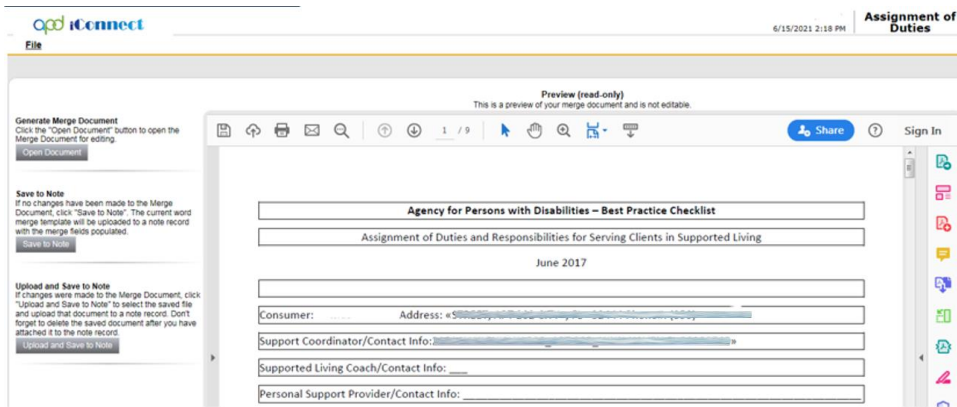 apd iConnect
6/15/2021 2:18 PM
Assignment of
Duties
File
Preview (read-only)
This is a preview of your merge document and is not editable.
Generate Merge Document
Click the "Open Document" button to open the
Merge Document for editing.
Open Document
Save to Note
If no changes have been made to the Merge
Document, click "Save to Note". The current word
merge template will be uploaded to a note record
with the merge fields populated.
Save to Note
Upload and Save to Note
If changes were made to the Merge Document, click
"Upload and Save to Note" to select the saved file
and upload that document to a note record. Don't
forget to delete the saved document after you have
attached it to the note record.
Upload and Save to Note
1 / 9
Share
Sign In
Agency for Persons with Disabilities – Best Practice Checklist
Assignment of Duties and Responsibilities for Serving Clients in Supported Living
June 2017
Consumer: Address: «
Support Coordinator/Contact Info: »
Supported Living Coach/Contact Info: ___
Personal Support Provider/Contact Info: ___